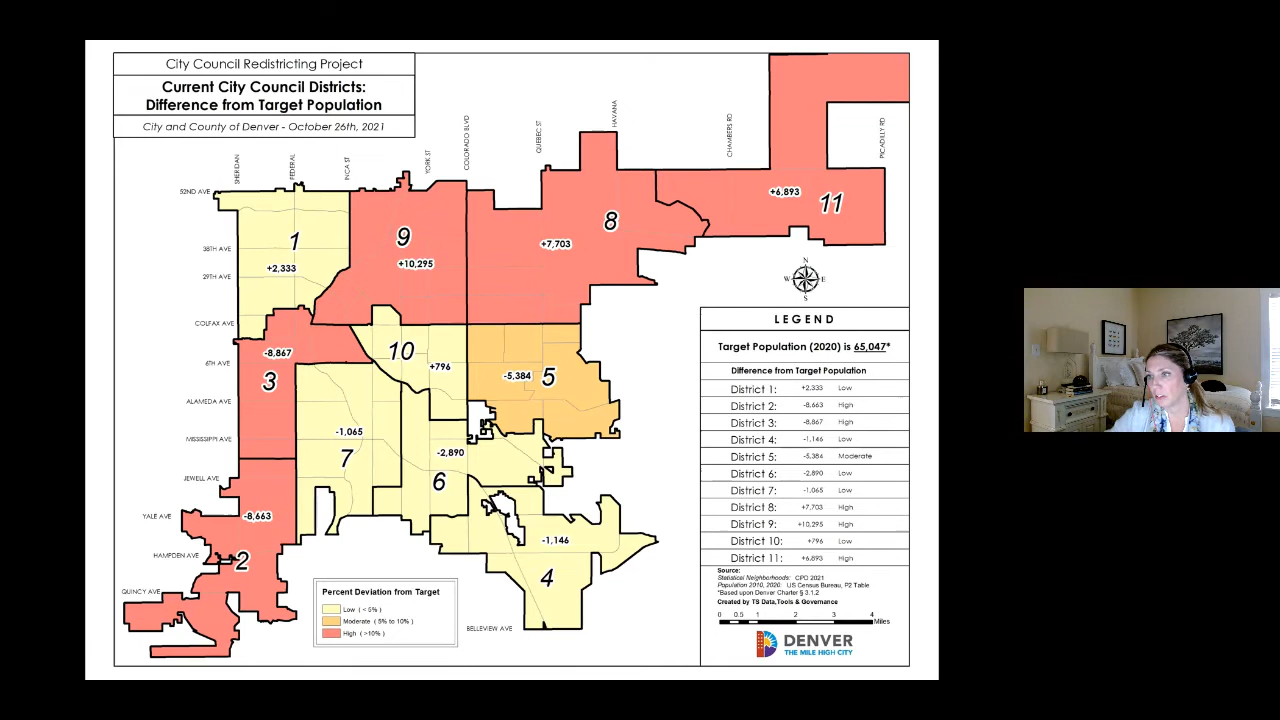 City Council Redistricting Project
Current City Council Districts:
Difference from Target Population
City and County of Denver - October 26th, 2021
SHERIDAN
FEDERAL
INCA ST
YORK ST
COLORADO BLVD
QUEBEC ST
HAVANA
CHAMBERS RD
PICADILLY RD
52ND AVE
38TH AVE
29TH AVE
COLFAX AVE
6TH AVE
ALAMEDA AVE
MISSISSIPPI AVE
JEWELL AVE
YALE AVE
HAMPDEN AVE
QUINCY AVE
BELLEVIEW AVE
1
+2,333
9
+10,295
8
+7,703
11
+6,893
3
-8,867
10
+796
5
-5,384
7
-1,065
6
-2,890
2
-8,663
4
-1,146
N
W E
S
Percent Deviation from Target
Low ( < 5% )
Moderate ( 5% to 10% )
High ( >10% )
LEGEND
Target Population (2020) is 65,047*
Difference from Target Population
District 1: +2,333 Low
District 2: -8,663 High
District 3: -8,867 High
District 4: -1,146 Low
District 5: -5,384 Moderate
District 6: -2,890 Low
District 7: -1,065 Low
District 8: +7,703 High
District 9: +10,295 High
District 10: +796 Low
District 11: +6,893 High
Source:
Statistical Neighborhoods: CPD 2021
Population 2010, 2020: US Census Bureau, P2 Table
*Based upon Denver Charter § 3.1.2
Created by TS Data,Tools & Governance
0 0.5 1 2 3 4
Miles
DENVER
THE MILE HIGH CITY